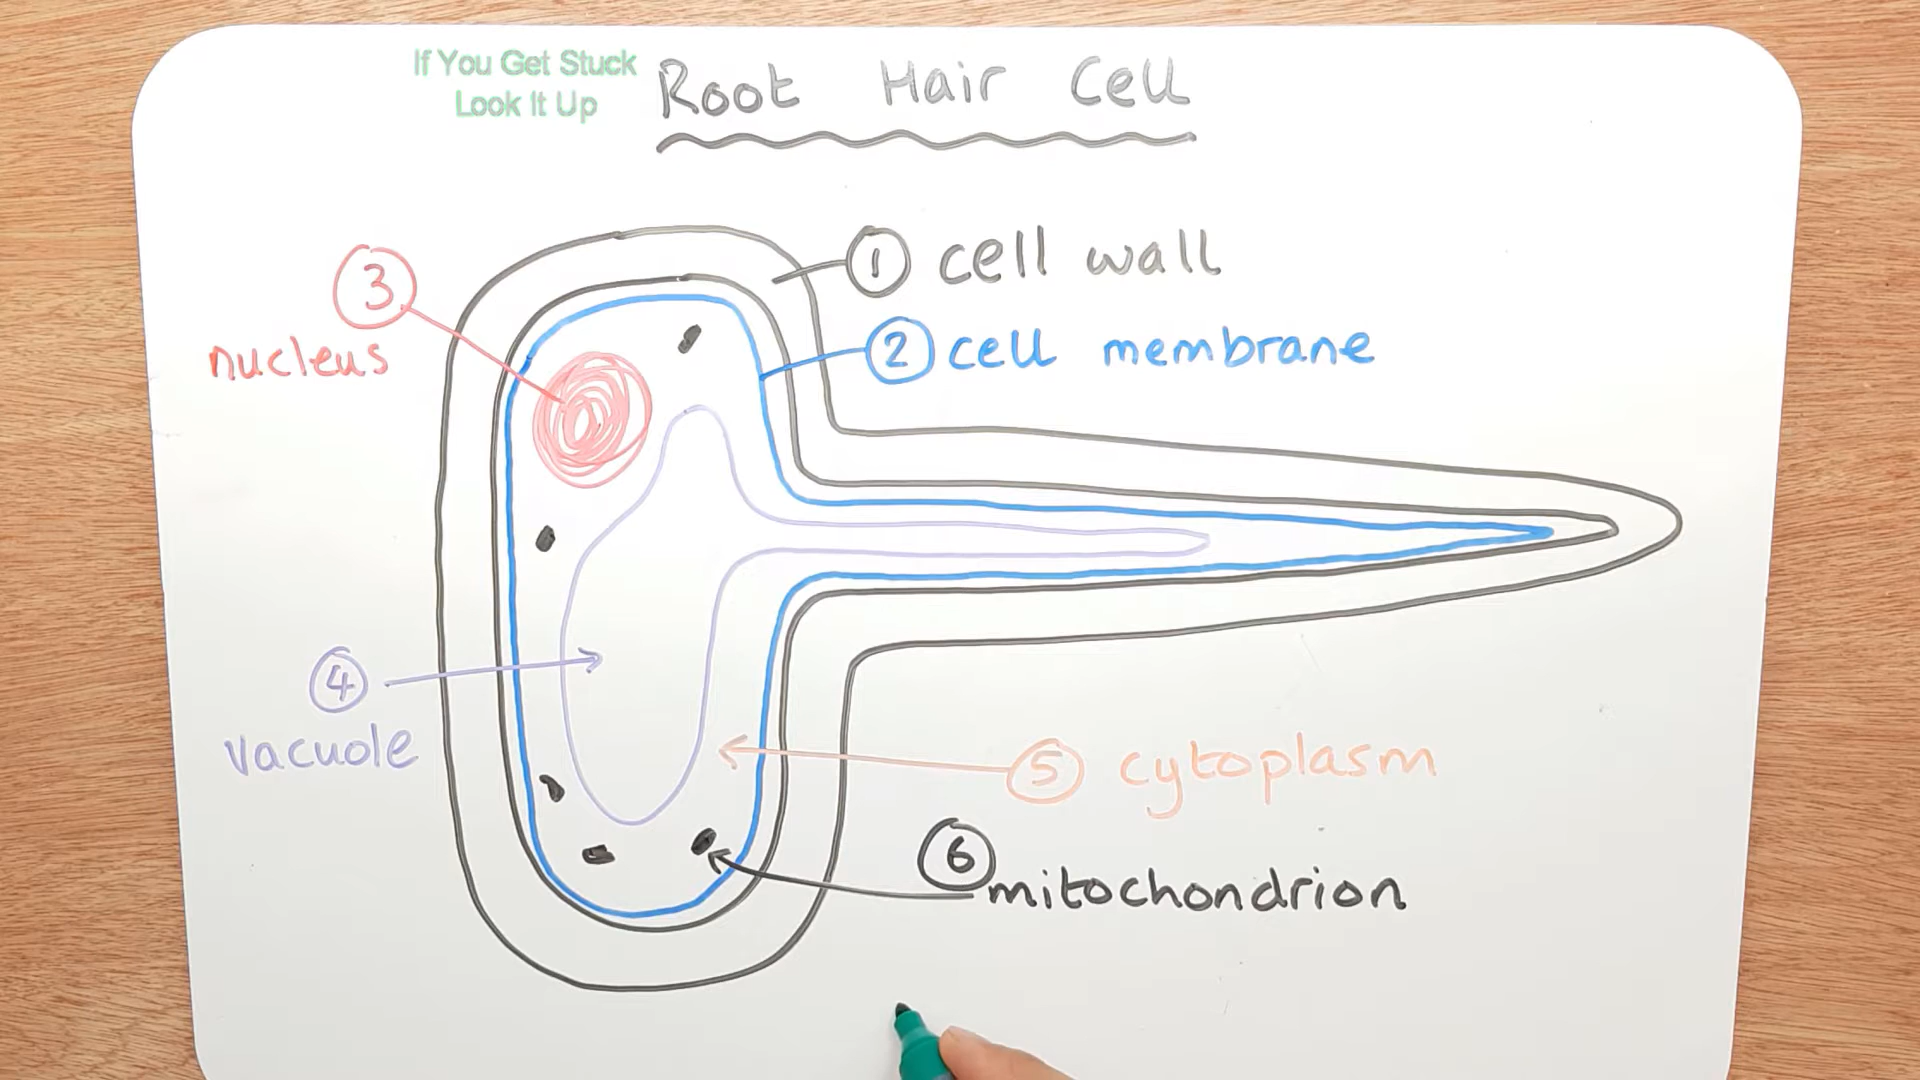 If You Get Stuck
Look It Up
Root Hair Cell
① cell wall
② cell membrane
③
nucleus
④
vacuole
⑤ cytoplasm
⑥
mitochondrion